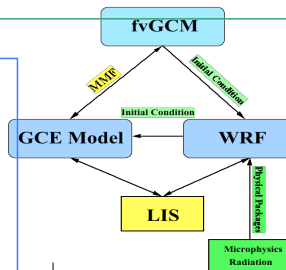 fvGCM
MMF
Initial Condition
Initial Condition
GCE Model
WRF
Physical Packages
LIS
Microphysics
Radiation